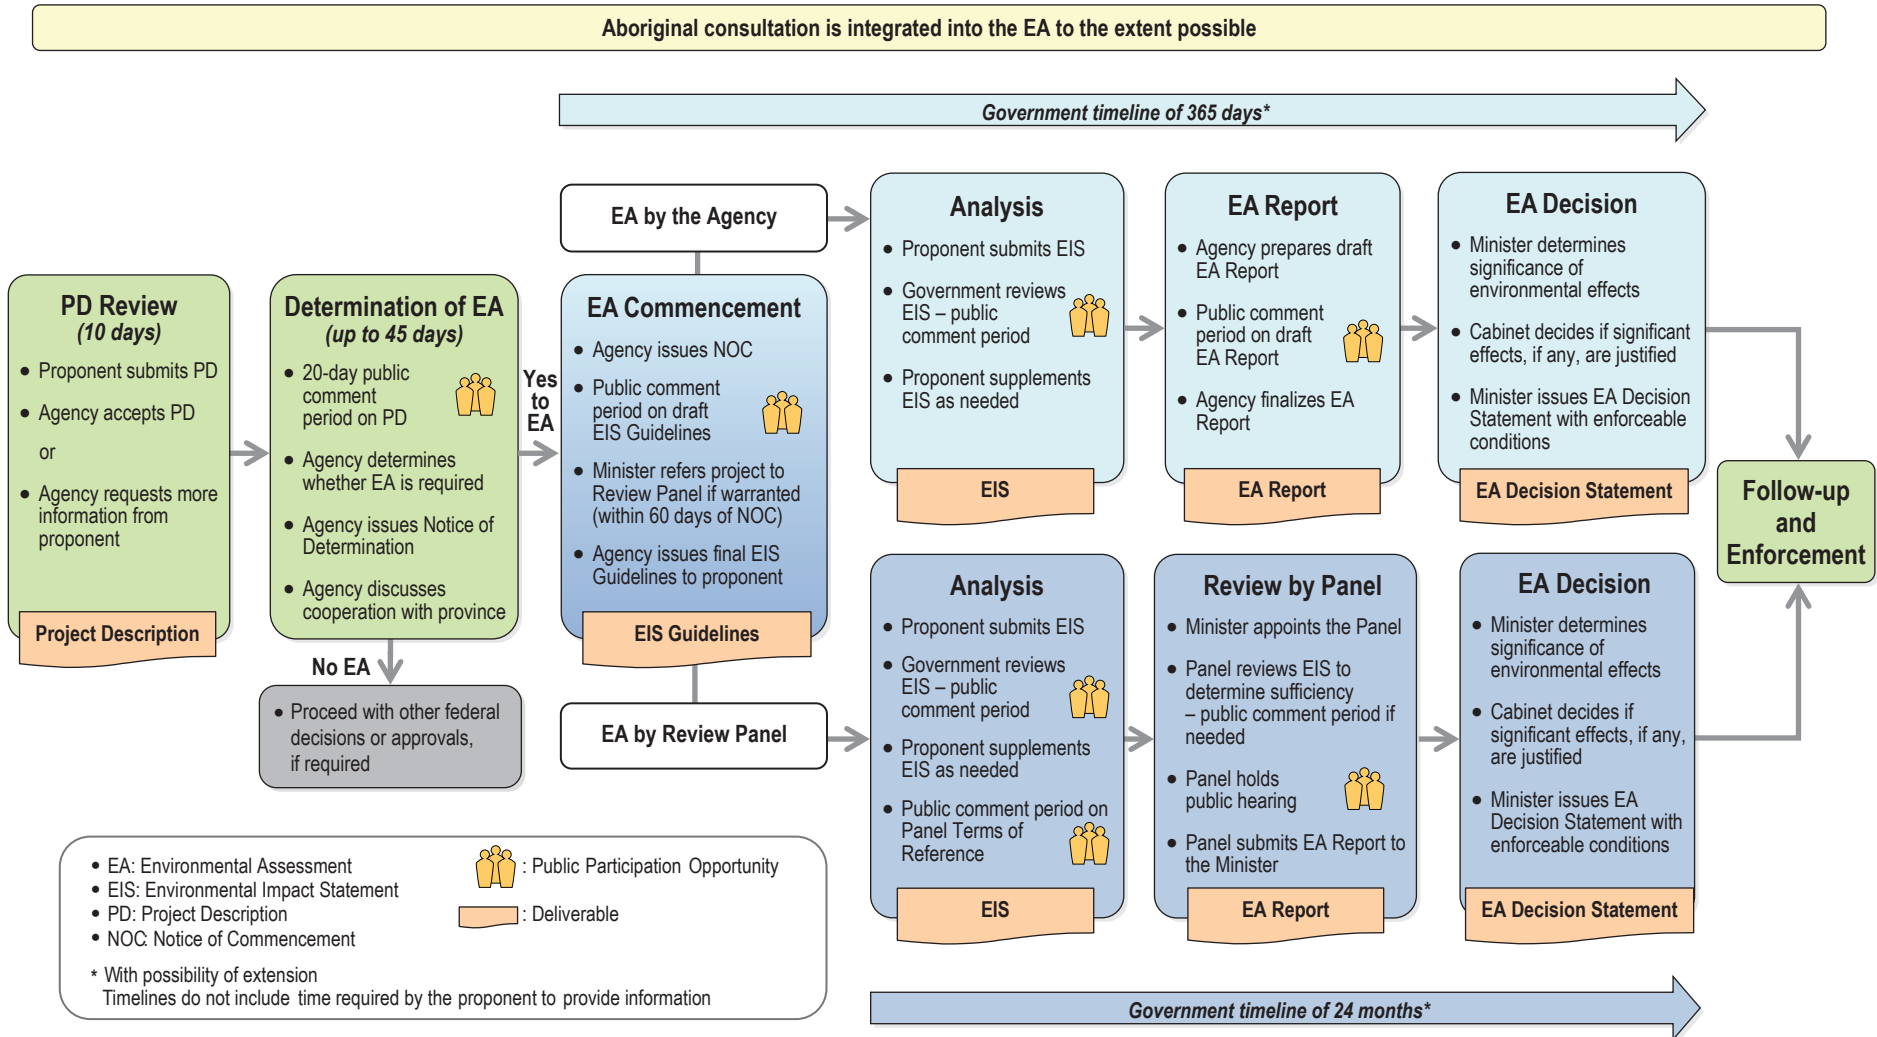 Aboriginal consultation is integrated into the EA to the extent possible
Government timeline of 365 days*
PD Review
(10 days)
• Proponent submits PD
• Agency accepts PD
or
• Agency requests more
information from
proponent
Project Description
Determination of EA
(up to 45 days)
• 20-day public
comment
period on PD
• Agency determines
whether EA is required
• Agency issues Notice of
Determination
• Agency discusses
cooperation with province
No EA
• Proceed with other federal
decisions or approvals,
if required
Yes
to
EA
EA by the Agency
EA Commencement
• Agency issues NOC
• Public comment
period on draft
EIS Guidelines
• Minister refers project to
Review Panel if warranted
(within 60 days of NOC)
• Agency issues final EIS
Guidelines to proponent
EIS Guidelines
EA by Review Panel
Analysis
• Proponent submits EIS
• Government reviews
EIS – public
comment period
• Proponent supplements
EIS as needed
EIS
EA Report
• Agency prepares draft
EA Report
• Public comment
period on draft
EA Report
• Agency finalizes EA
Report
EA Report
EA Decision
• Minister determines
significance of
environmental effects
• Cabinet decides if significant
effects, if any, are justified
• Minister issues EA Decision
Statement with enforceable
conditions
EA Decision Statement
Analysis
• Proponent submits EIS
• Government reviews
EIS – public
comment period
• Proponent supplements
EIS as needed
• Public comment period on
Panel Terms of
Reference
EIS
Review by Panel
• Minister appoints the Panel
• Panel reviews EIS to
determine sufficiency
– public comment period if
needed
• Panel holds
public hearing
• Panel submits EA Report to
the Minister
EA Report
EA Decision
• Minister determines
significance of
environmental effects
• Cabinet decides if
significant effects, if any,
are justified
• Minister issues EA
Decision Statement with
enforceable conditions
EA Decision Statement
Follow-up
and
Enforcement
• EA: Environmental Assessment
• EIS: Environmental Impact Statement
• PD: Project Description
• NOC: Notice of Commencement
: Public Participation Opportunity
: Deliverable
* With possibility of extension
Timelines do not include time required by the proponent to provide information
Government timeline of 24 months*